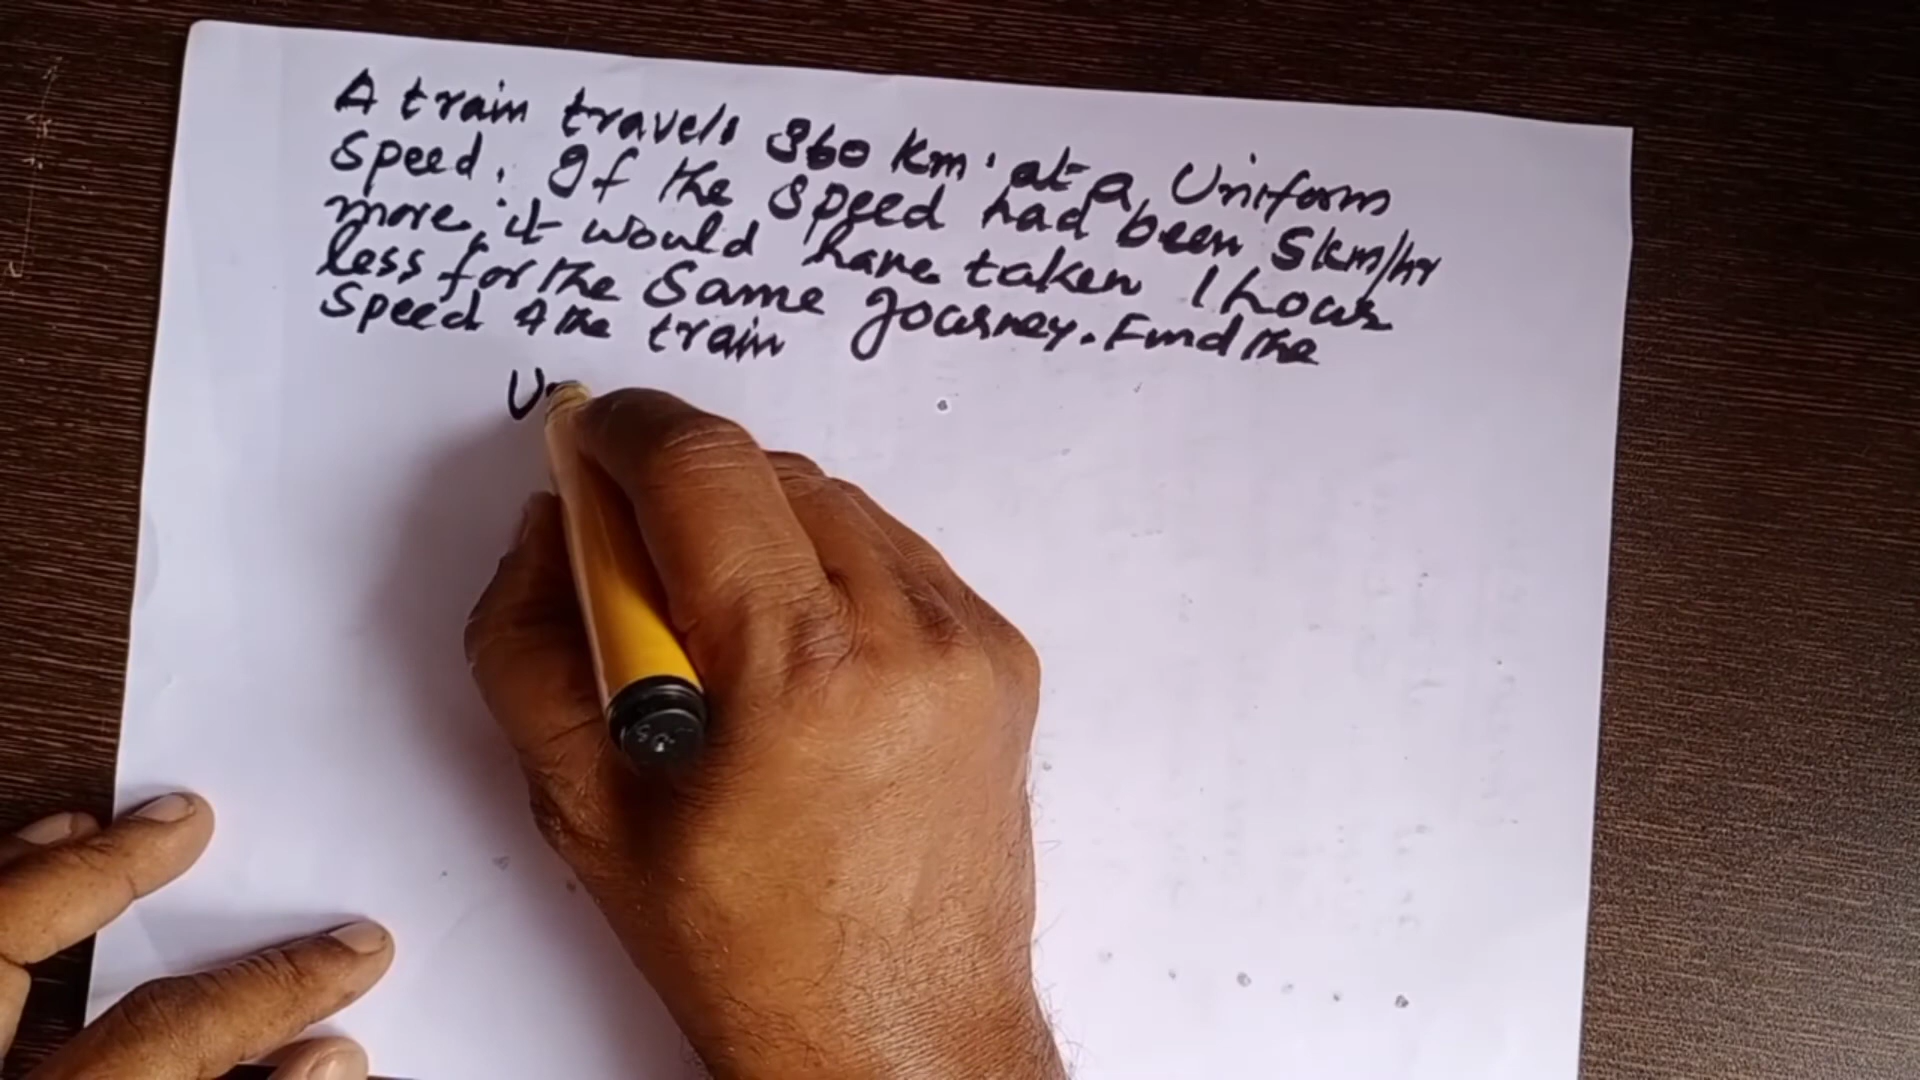 A train travels 360 km. at a Uniform
speed. If the speed had been 5km/hr
more, it would have taken 1 hour
less for the same journey. Find the
speed of the train